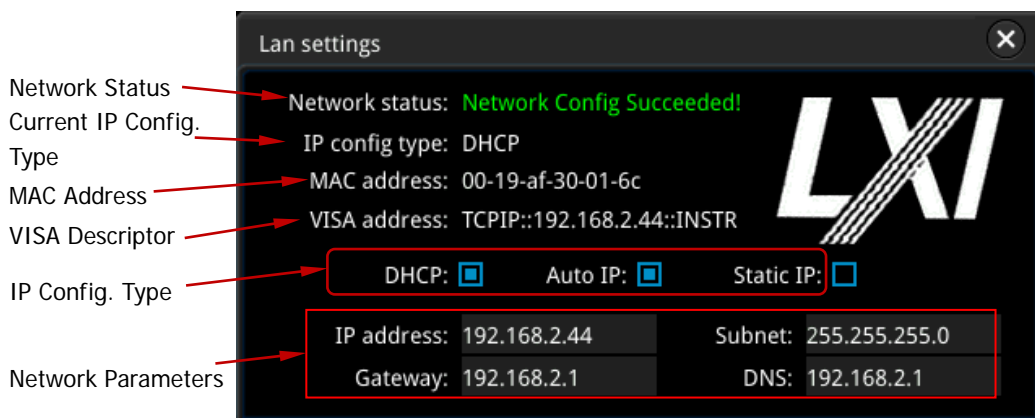 Lan settings
Network Status
Network status: Network Config Succeeded!
LXI
Current IP Config.
Type
IP config type: DHCP
MAC Address
MAC address: 00-19-af-30-01-6c
VISA Descriptor
VISA address: TCPIP::192.168.2.44::INSTR
IP Config. Type
DHCP: Auto IP: Static IP:
Network Parameters
IP address: 192.168.2.44 Subnet: 255.255.255.0
Gateway: 192.168.2.1 DNS: 192.168.2.1